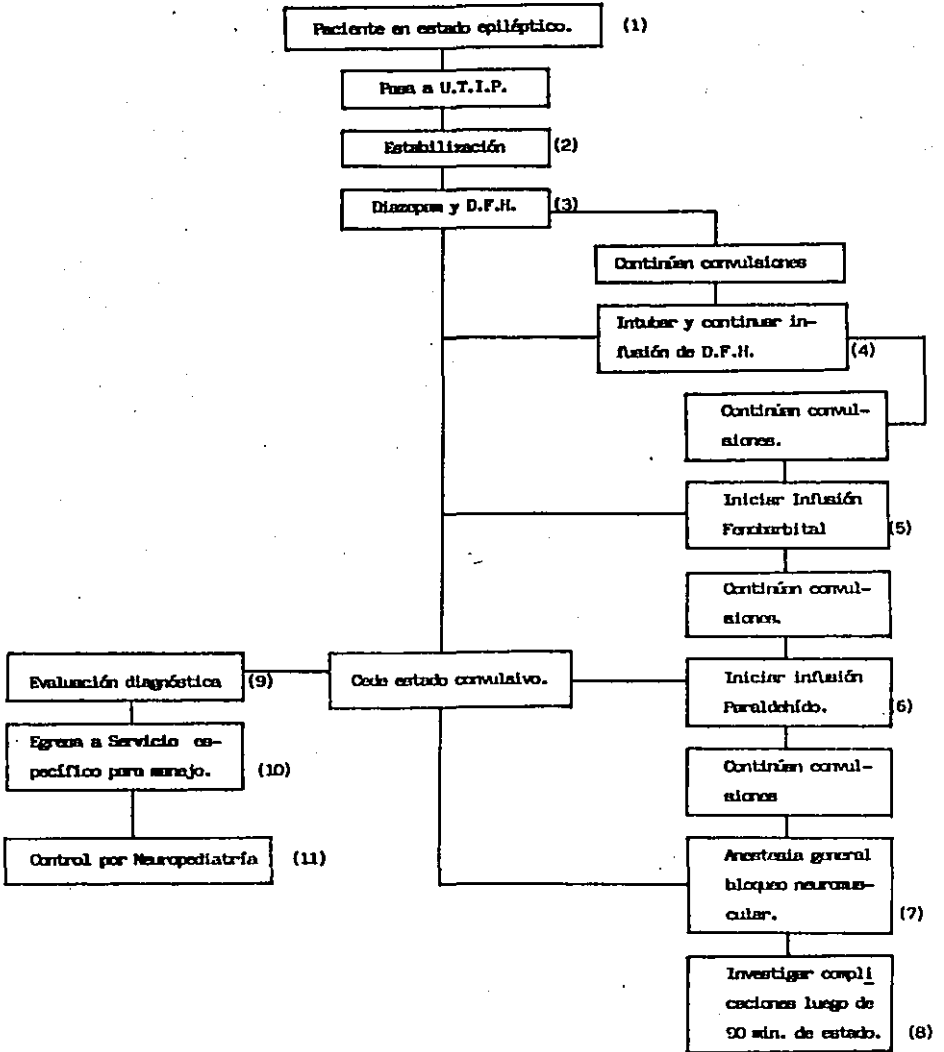 Paciente en estado epiléptico. (1)
Pasa a U.T.I.P.
Estabilización (2)
Diazepam y D.F.H. (3)
Continúan convulsiones
Intubar y continuar in-
fusión de D.F.H. (4)
Continúan convul-
siones.
Iniciar Infusión
Fenobarbital (5)
Continúan convul-
siones.
Iniciar infusión
Paraldehído. (6)
Continúan convul-
siones
Anestesia general
bloqueo neuromus-
cular. (7)
Investigar compli
caciones luego de
90 min. de estado. (8)
Cede estado convulsivo.
Evaluación diagnóstica (9)
Egresa a Servicio es-
pecífico para manejo. (10)
Control por Neuropediatría (11)